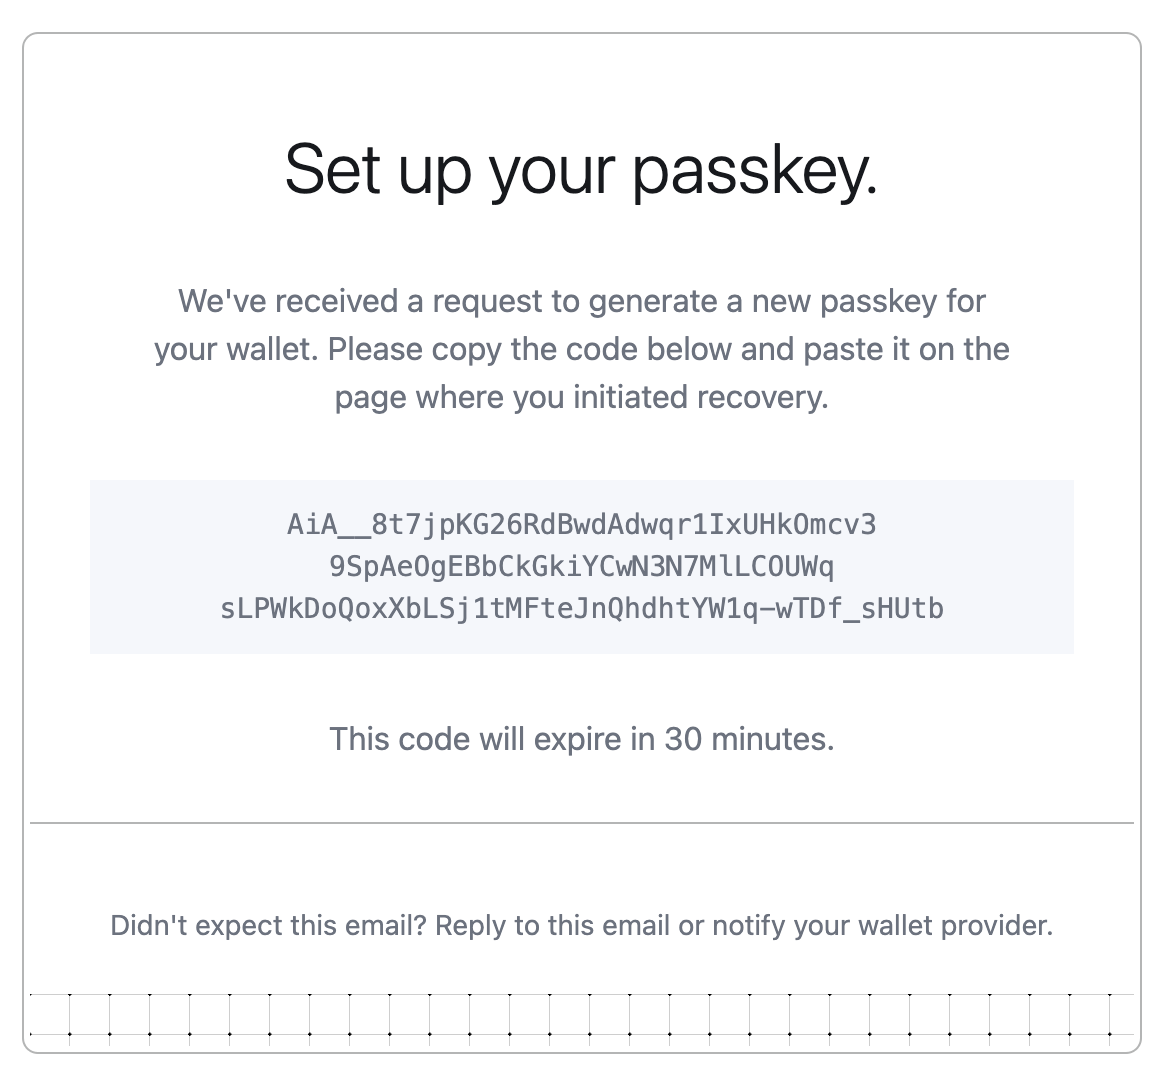 Set up your passkey.
We've received a request to generate a new passkey for
your wallet. Please copy the code below and paste it on the
page where you initiated recovery.
AiA__8t7jpKG26RdBwdAdwqr1IxUHkOmcv3
9SpAeOgEBbCkGkiYCwN3N7MlLCOUWq
sLPWkDoQoxXbLSj1tMFteJnQhdhtYW1q-wTDf_sHUtb
This code will expire in 30 minutes.
Didn't expect this email? Reply to this email or notify your wallet provider.